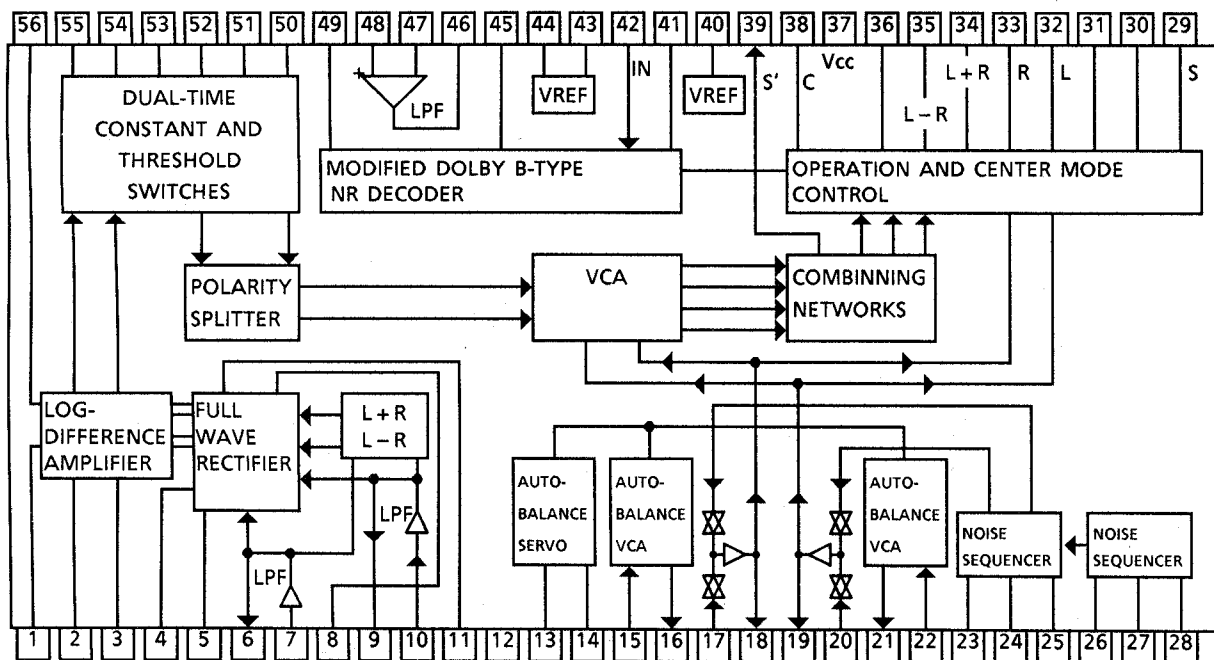 56 55 54 53 52 51 50 49 48 47 46 45 44 43 42 41 40 39 38 37 36 35 34 33 32 31 30 29
DUAL-TIME
CONSTANT AND
THRESHOLD
SWITCHES
+
LPF
VREF
IN
VREF
S'
C
Vcc
L-R
L+R
R
L
S
MODIFIED DOLBY B-TYPE
NR DECODER
OPERATION AND CENTER MODE
CONTROL
POLARITY
SPLITTER
VCA
COMBINNING
NETWORKS
LOG-
DIFFERENCE
AMPLIFIER
FULL
WAVE
RECTIFIER
L+R
L-R
LPF
LPF
AUTO-
BALANCE
SERVO
AUTO-
BALANCE
VCA
AUTO-
BALANCE
VCA
NOISE
SEQUENCER
NOISE
SEQUENCER
1 2 3 4 5 6 7 8 9 10 11 12 13 14 15 16 17 18 19 20 21 22 23 24 25 26 27 28